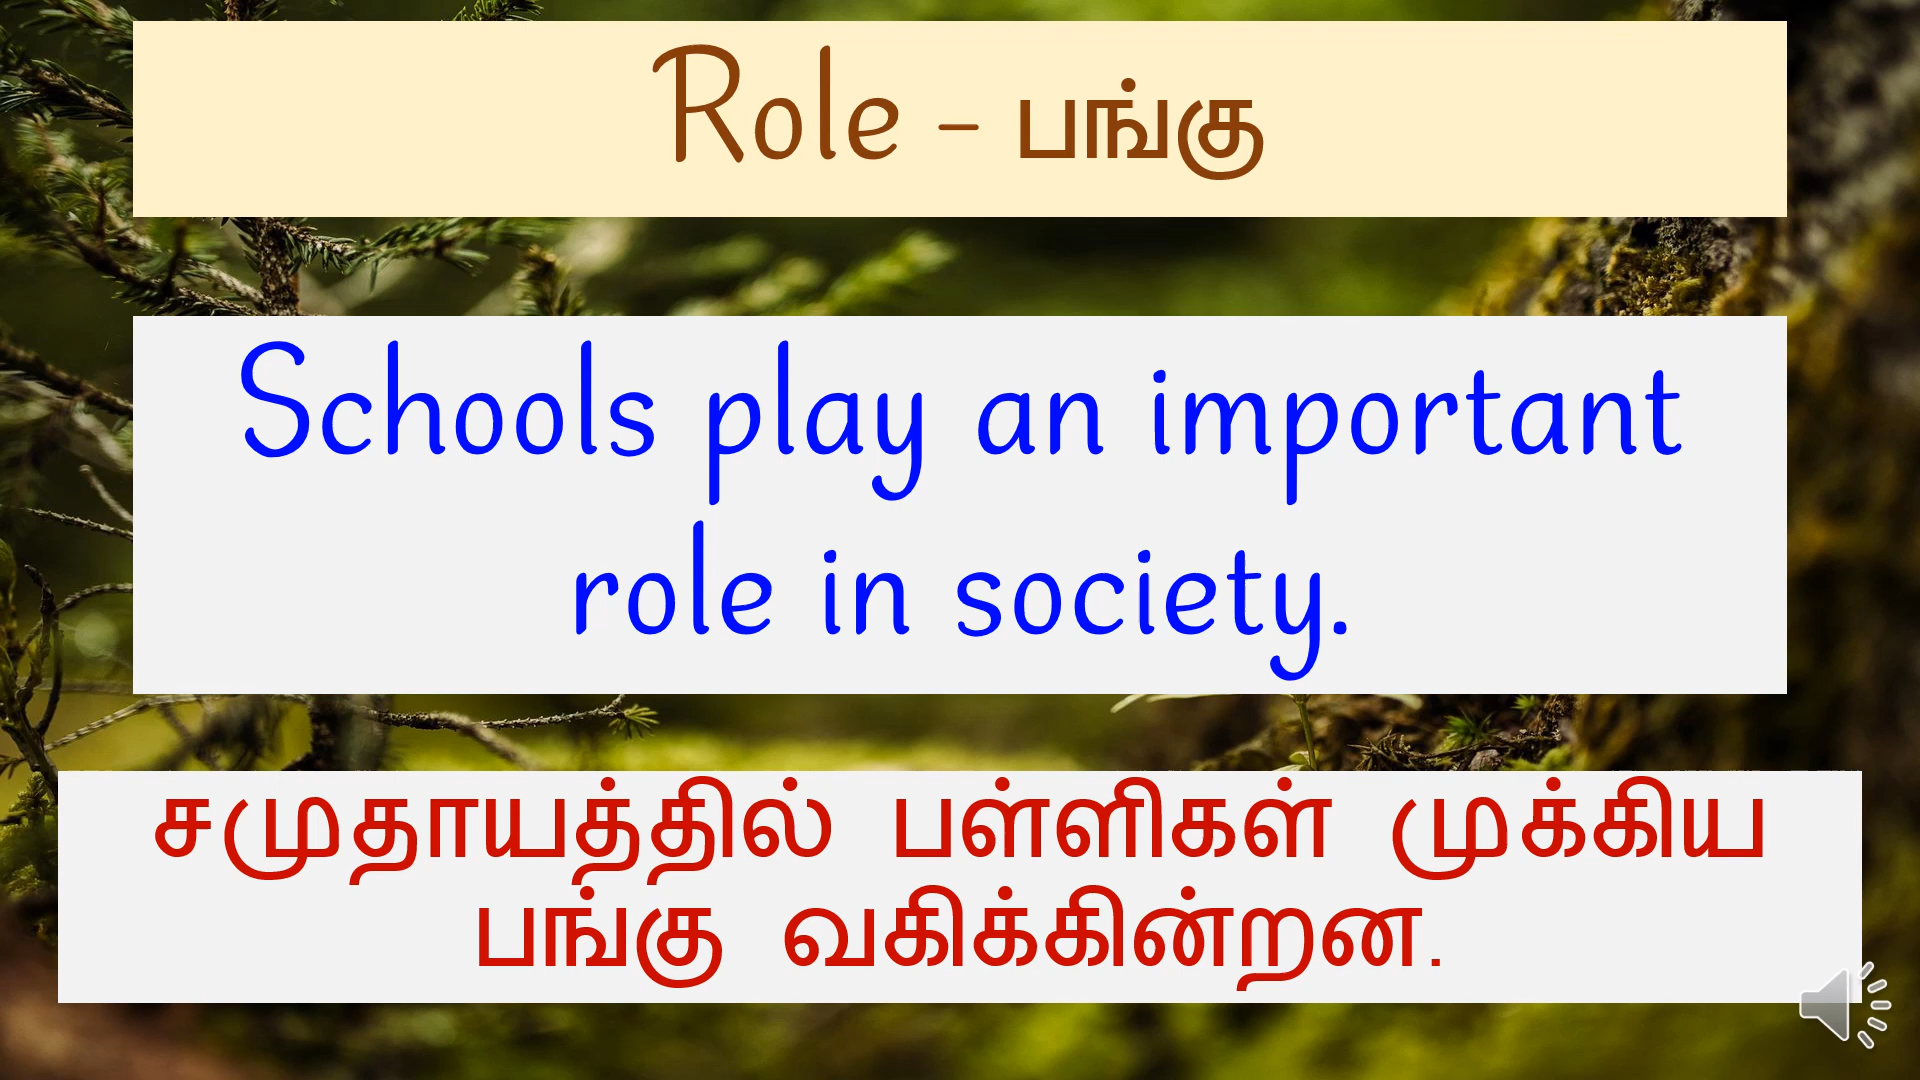 Role - பங்கு
Schools play an important
role in society.
சமுதாயத்தில் பள்ளிகள் முக்கிய
பங்கு வகிக்கின்றன.